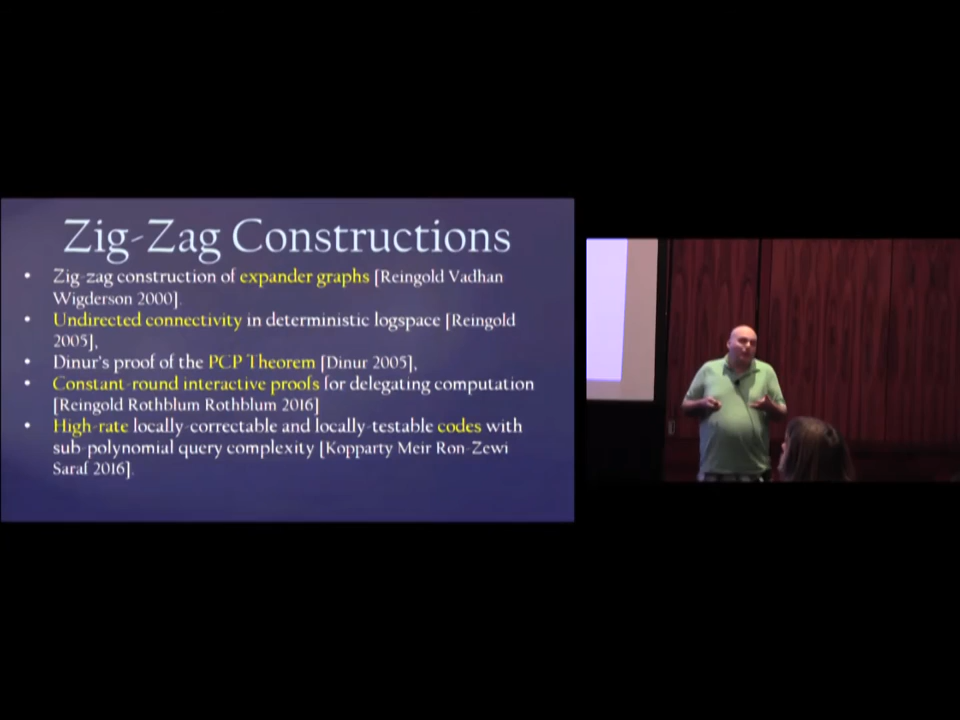 Zig-Zag Constructions
• Zig-zag construction of expander graphs [Reingold Vadhan
Wigderson 2000].
• Undirected connectivity in deterministic logspace [Reingold
2005],
• Dinur's proof of the PCP Theorem [Dinur 2005],
• Constant-round interactive proofs for delegating computation
[Reingold Rothblum Rothblum 2016]
• High-rate locally-correctable and locally-testable codes with
sub-polynomial query complexity [Kopparty Meir Ron-Zewi
Saraf 2016].